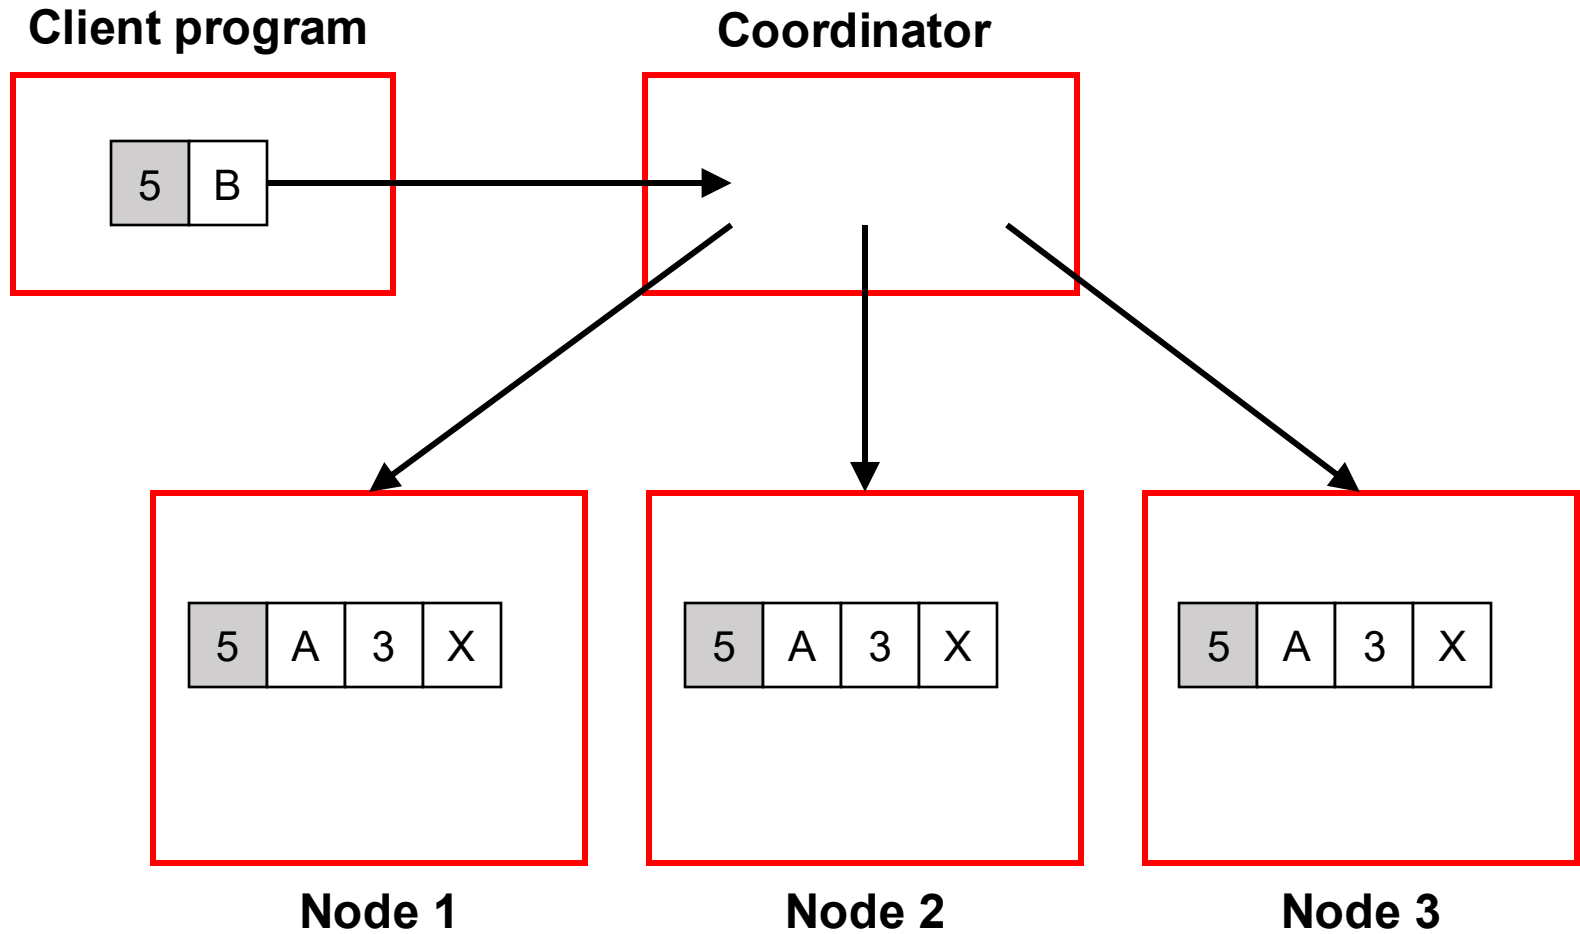 Client program
Coordinator
5 B
5 A 3 X
5 A 3 X
5 A 3 X
Node 1
Node 2
Node 3